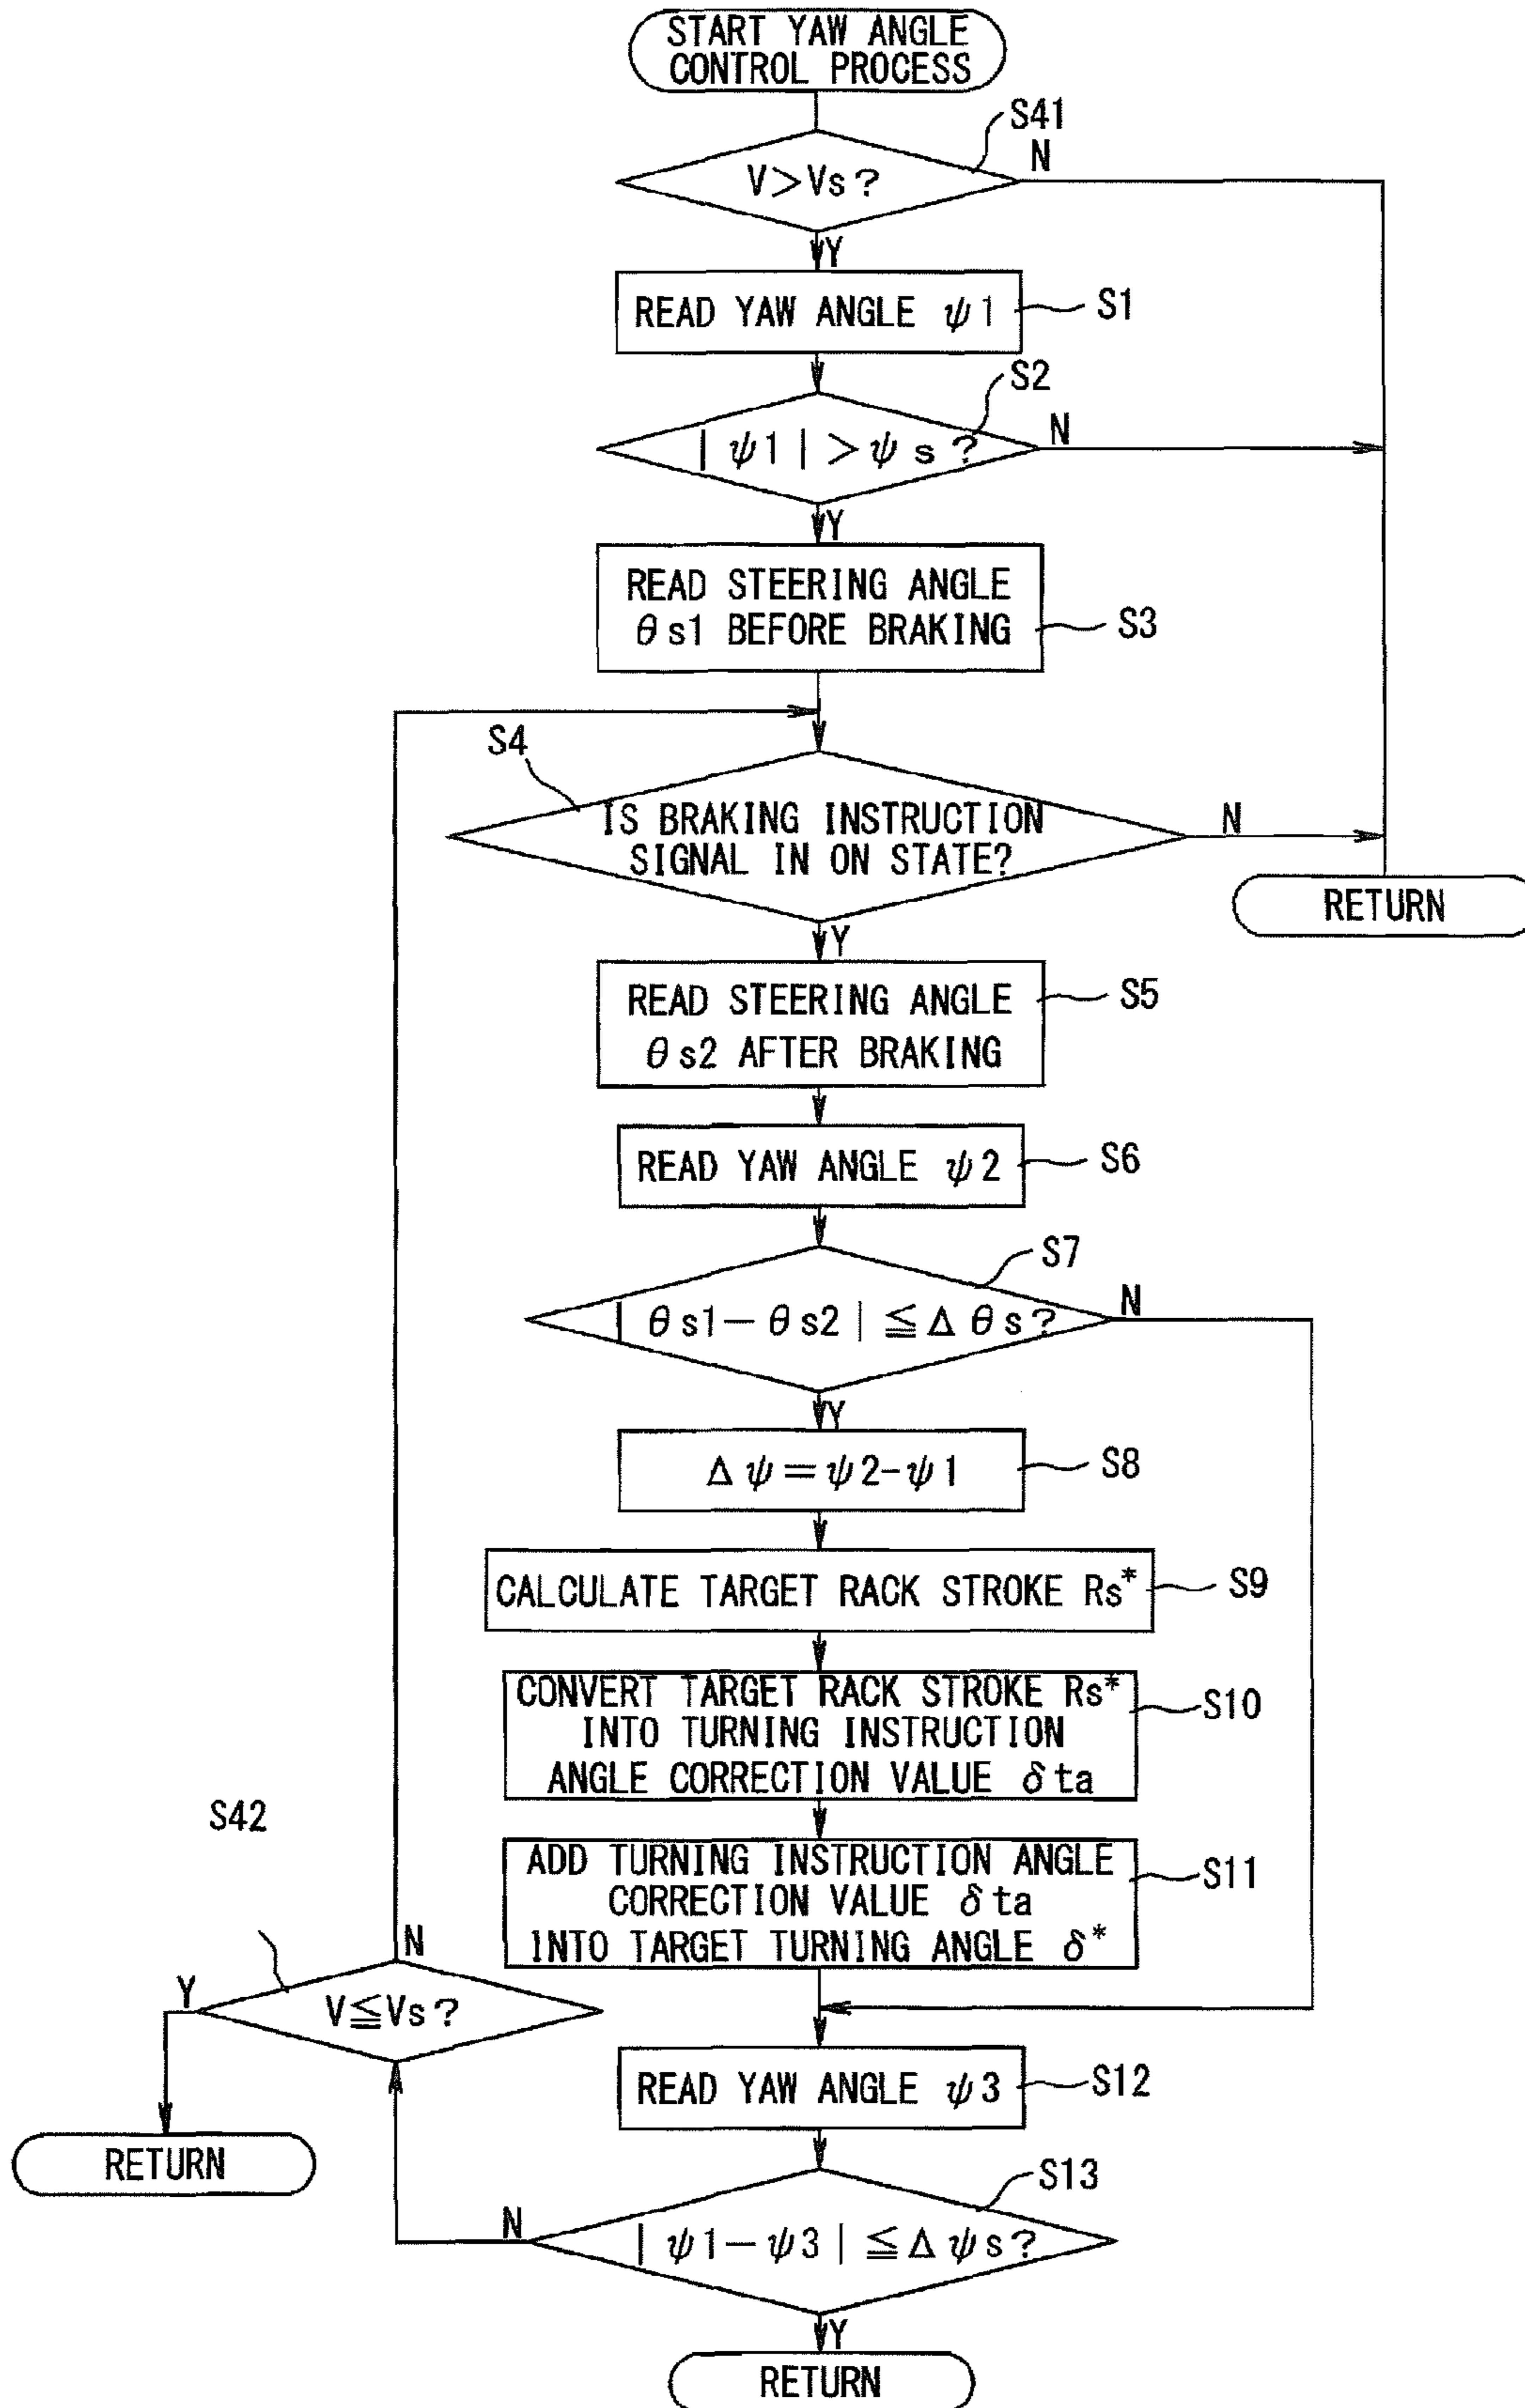 START YAW ANGLE
CONTROL PROCESS
S41
V>Vs?
N
Y
READ YAW ANGLE ψ1
S1
S2
|ψ1|>ψs?
N
Y
READ STEERING ANGLE
θs1 BEFORE BRAKING
S3
S4
IS BRAKING INSTRUCTION
SIGNAL IN ON STATE?
N
RETURN
Y
READ STEERING ANGLE
θs2 AFTER BRAKING
S5
READ YAW ANGLE ψ2
S6
S7
|θs1-θs2|≦Δθs?
N
Y
Δψ=ψ2-ψ1
S8
CALCULATE TARGET RACK STROKE Rs*
S9
CONVERT TARGET RACK STROKE Rs*
INTO TURNING INSTRUCTION
ANGLE CORRECTION VALUE δta
S10
S42
ADD TURNING INSTRUCTION ANGLE
CORRECTION VALUE δta
INTO TARGET TURNING ANGLE δ*
S11
N
Y
V≦Vs?
READ YAW ANGLE ψ3
S12
RETURN
S13
N
|ψ1-ψ3|≦Δψs?
Y
RETURN